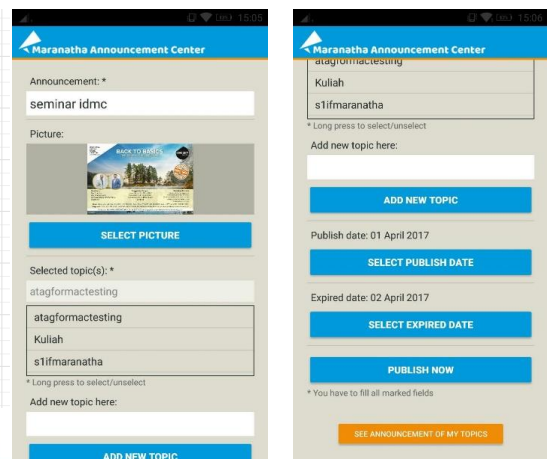 15:05
Maranatha Announcement Center
Announcement: *
seminar idmc
Picture:
BACK TO BASICS
SELECT PICTURE
Selected topic(s): *
atagformactesting
atagformactesting
Kuliah
s1ifmaranatha
* Long press to select/unselect
Add new topic here:
ADD NEW TOPIC
15:06
Maranatha Announcement Center
atagformactesting
Kuliah
s1ifmaranatha
* Long press to select/unselect
Add new topic here:
ADD NEW TOPIC
Publish date: 01 April 2017
SELECT PUBLISH DATE
Expired date: 02 April 2017
SELECT EXPIRED DATE
PUBLISH NOW
* You have to fill all marked fields
SEE ANNOUNCEMENT OF MY TOPICS